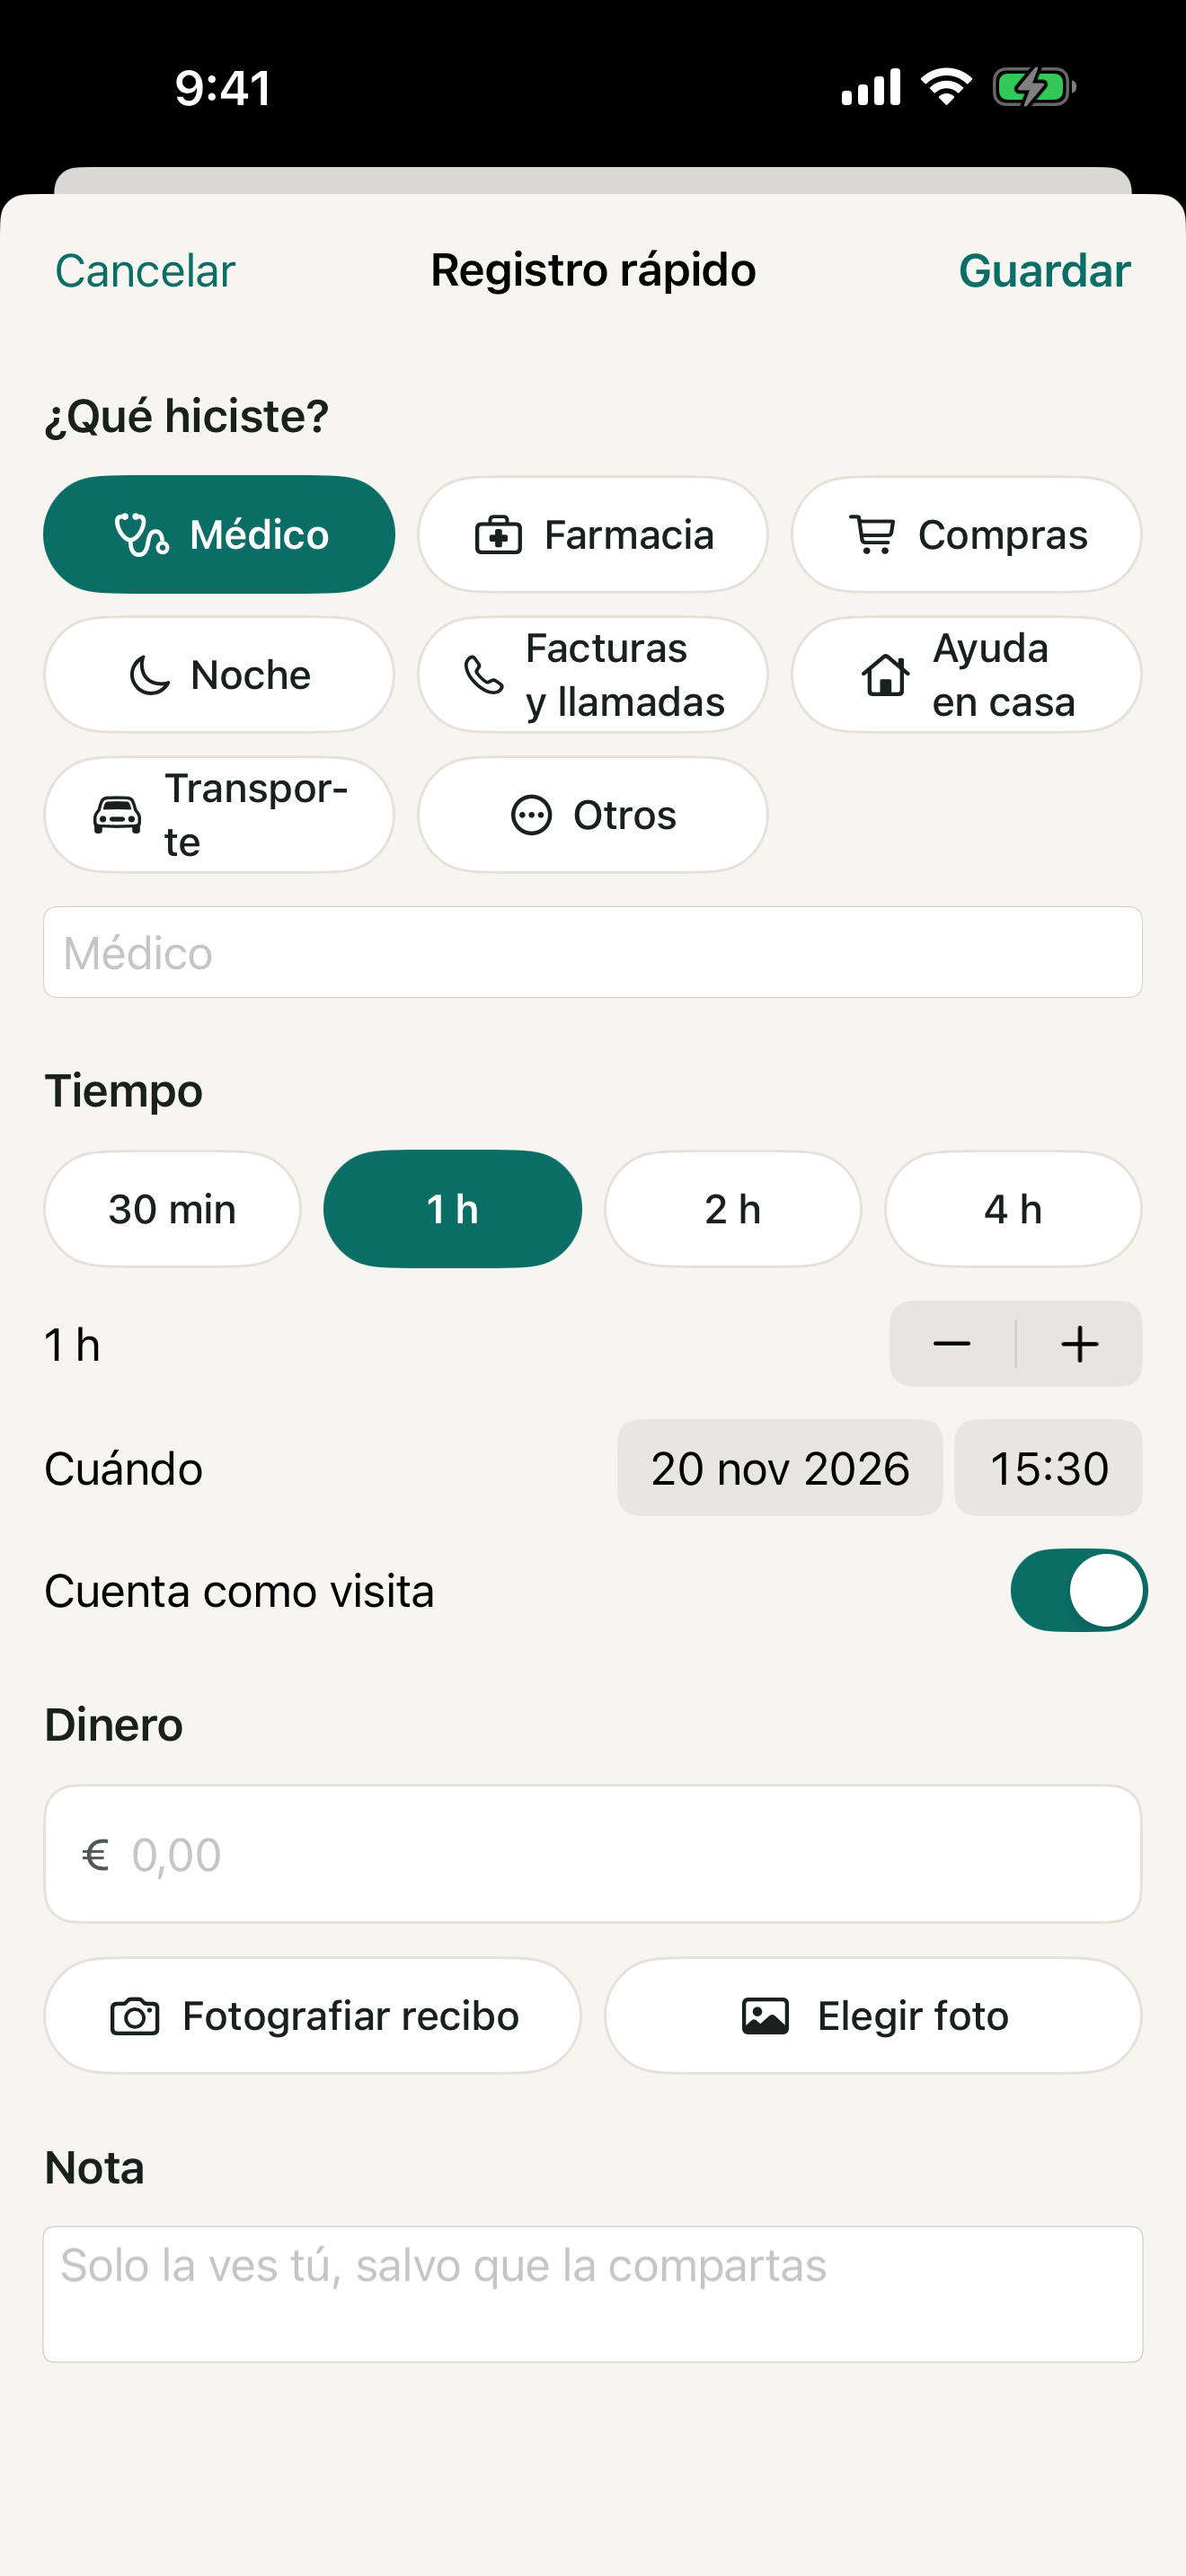 9:41
Cancelar
Registro rápido
Guardar
¿Qué hiciste?
Médico
Farmacia
Compras
Noche
Facturas
y llamadas
Ayuda
en casa
Transpor-
te
Otros
Médico
Tiempo
30 min
1 h
2 h
4 h
1 h
Cuándo
20 nov 2026
15:30
Cuenta como visita
Dinero
€ 0,00
Fotografiar recibo
Elegir foto
Nota
Solo la ves tú, salvo que la compartas